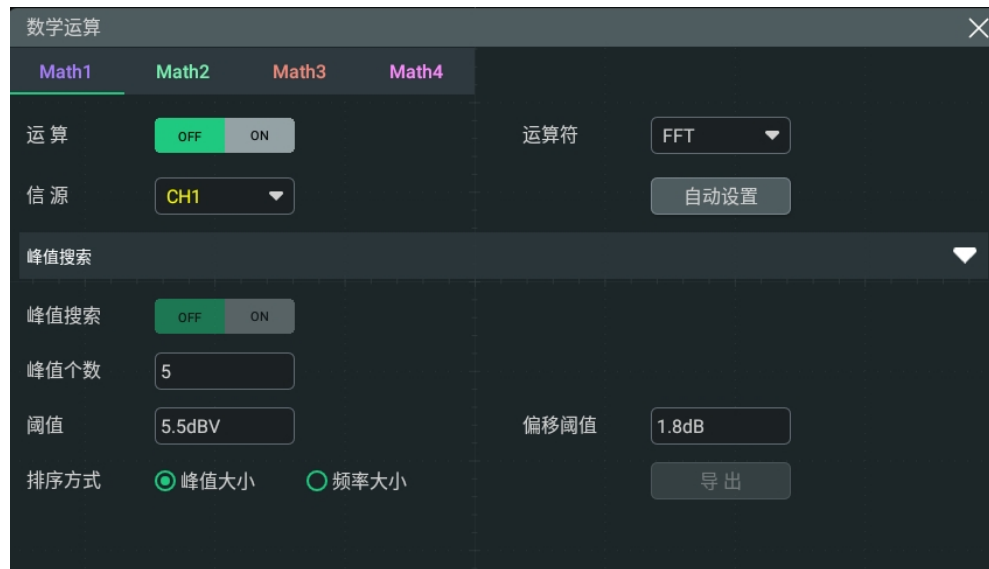 数学运算
Math1 Math2 Math3 Math4
运算 OFF ON 运算符 FFT
信源 CH1 自动设置
峰值搜索
峰值搜索 OFF ON
峰值个数 5
阈值 5.5dBV 偏移阈值 1.8dB
排序方式 峰值大小 频率大小 导出